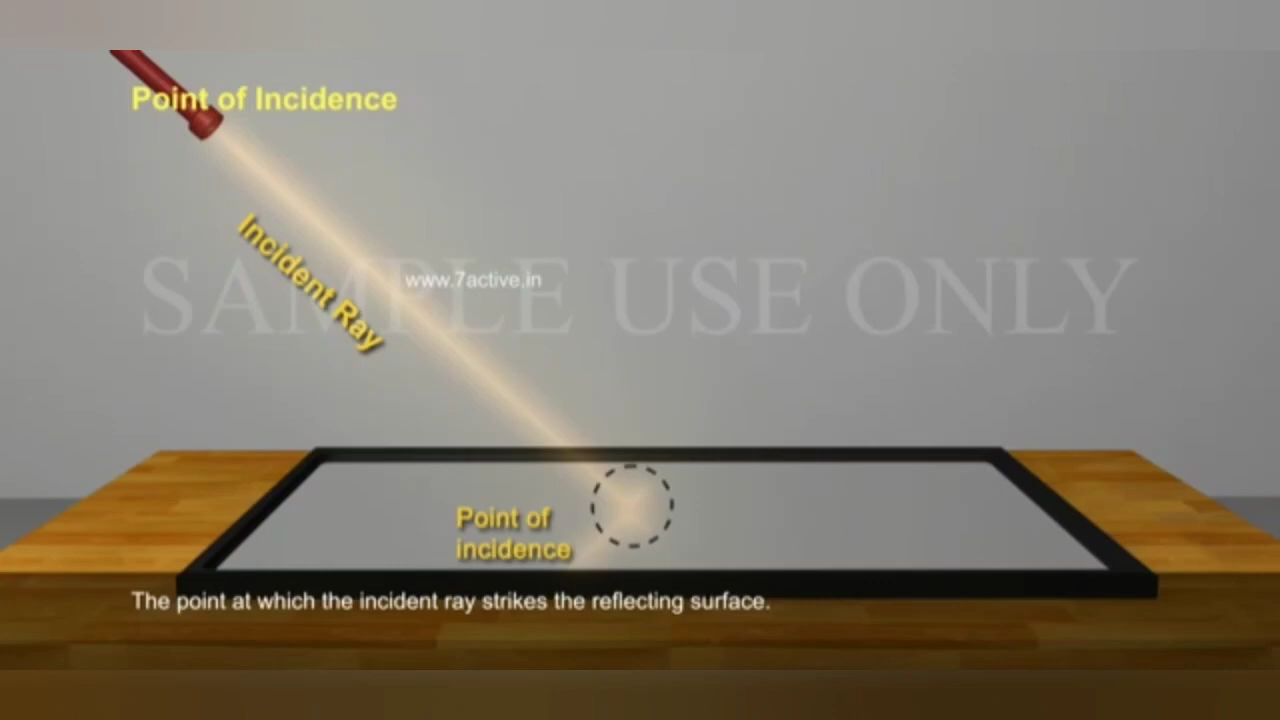 Point of Incidence
Incident Ray
www.7active.in
SAMPLE USE ONLY
Point of
incidence
The point at which the incident ray strikes the reflecting surface.